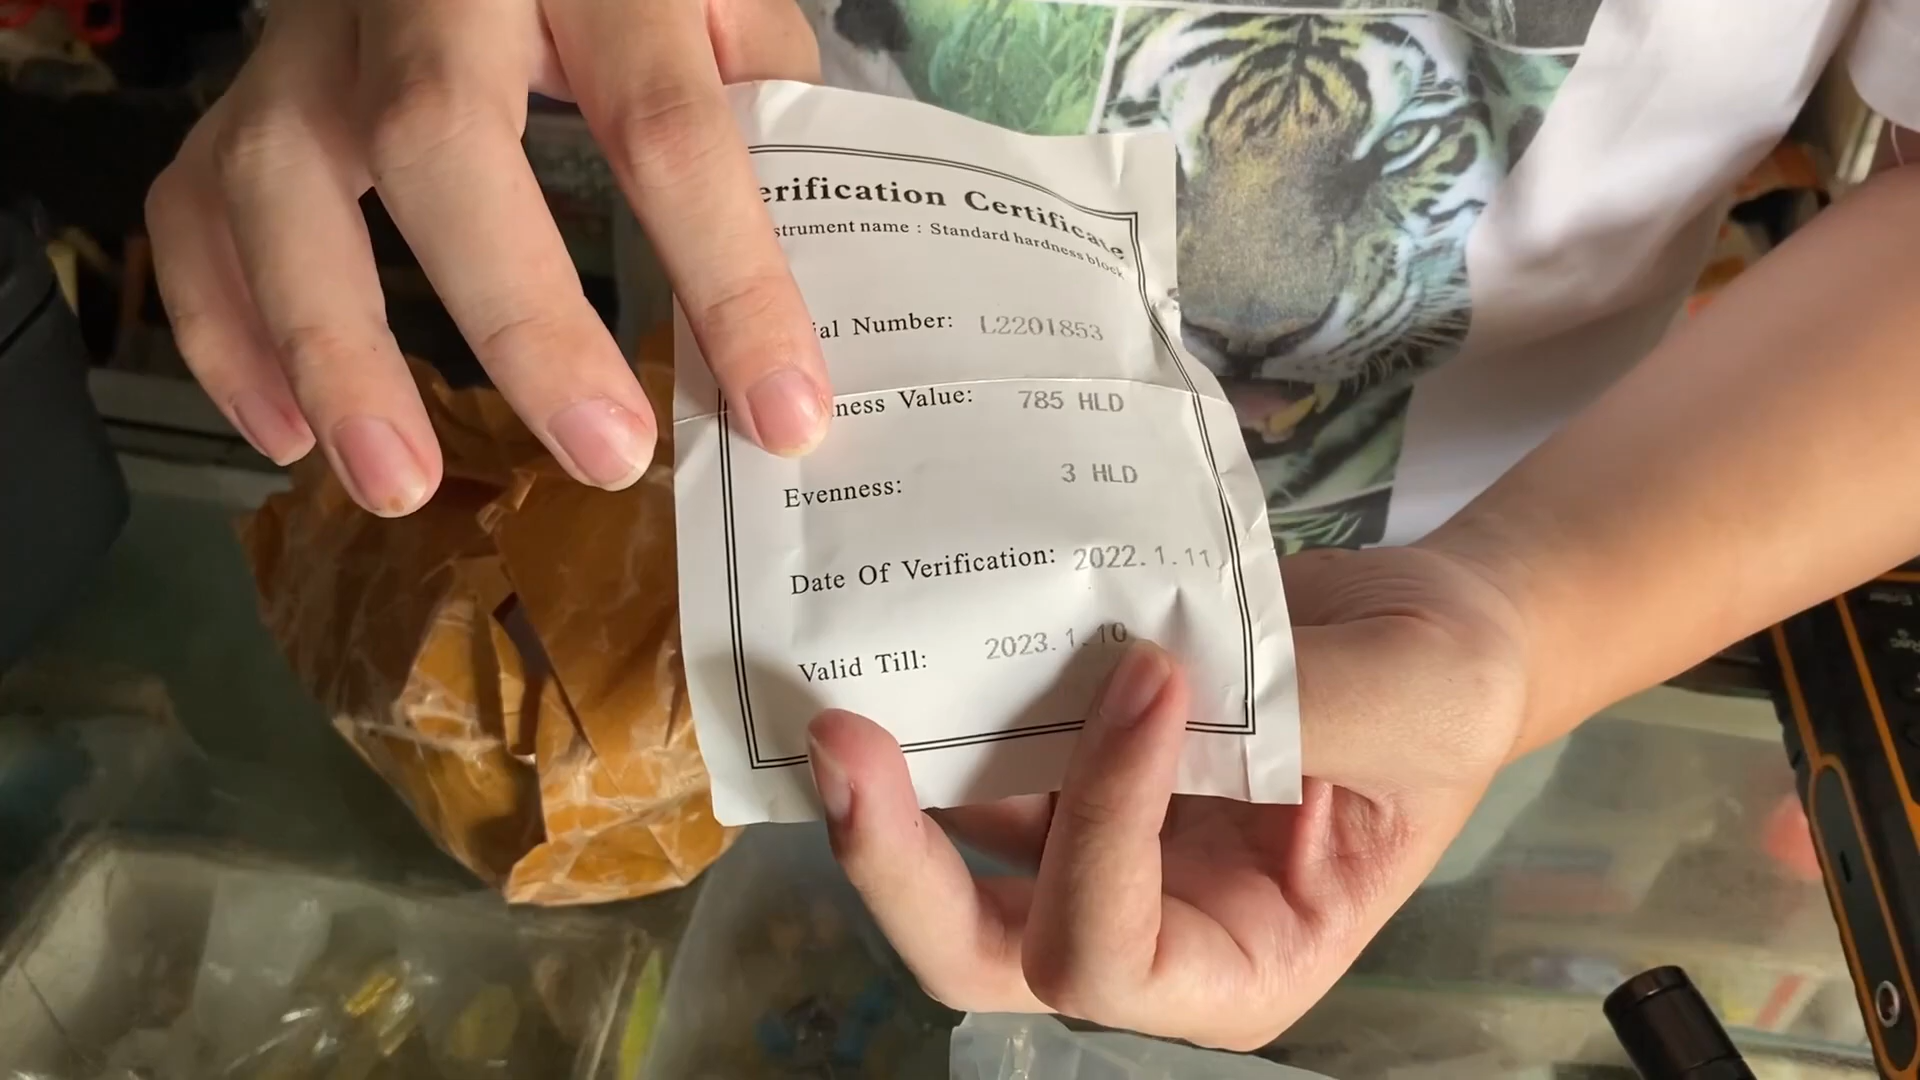 erification Certificate
strument name : Standard hardness block
ial Number: L2201853
ness Value: 785 HLD
Evenness: 3 HLD
Date Of Verification: 2022.1.11
Valid Till: 2023.1.10